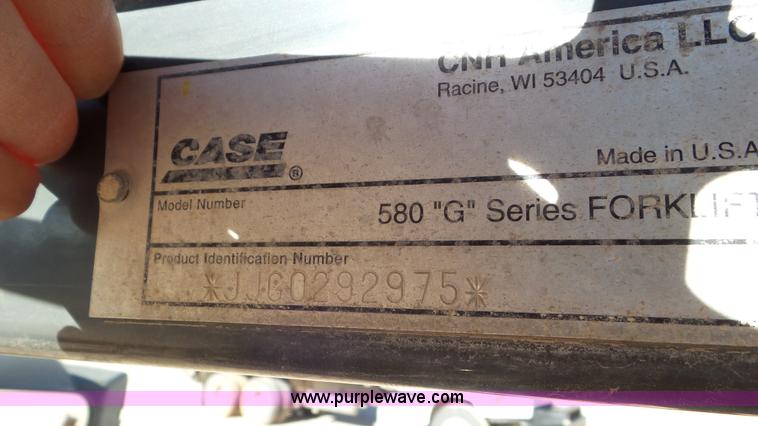 CNH America LLC
Racine, WI 53404 U.S.A.
CASE ®
Made in U.S.A
Model Number
580 "G" Series FORKLIFT
Product Identification Number
*JJG0292975*
www.purplewave.com